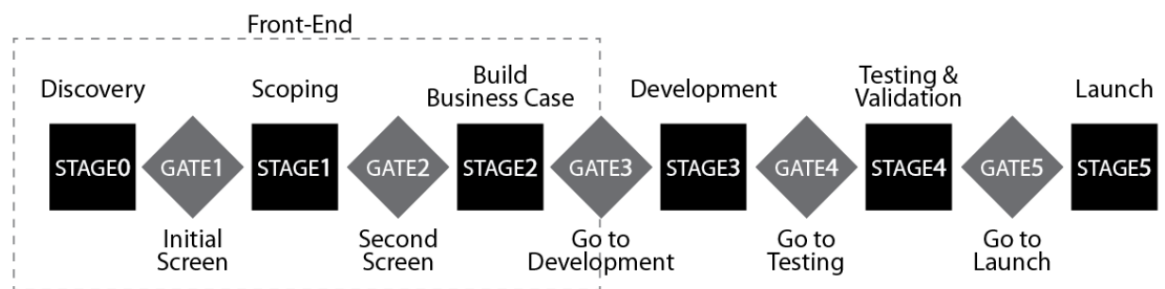 Front-End
Discovery
Scoping
Build
Business Case
Development
Testing &
Validation
Launch
STAGE0
GATE1
STAGE1
GATE2
STAGE2
GATE3
STAGE3
GATE4
STAGE4
GATE5
STAGE5
Initial
Screen
Second
Screen
Go to
Development
Go to
Testing
Go to
Launch